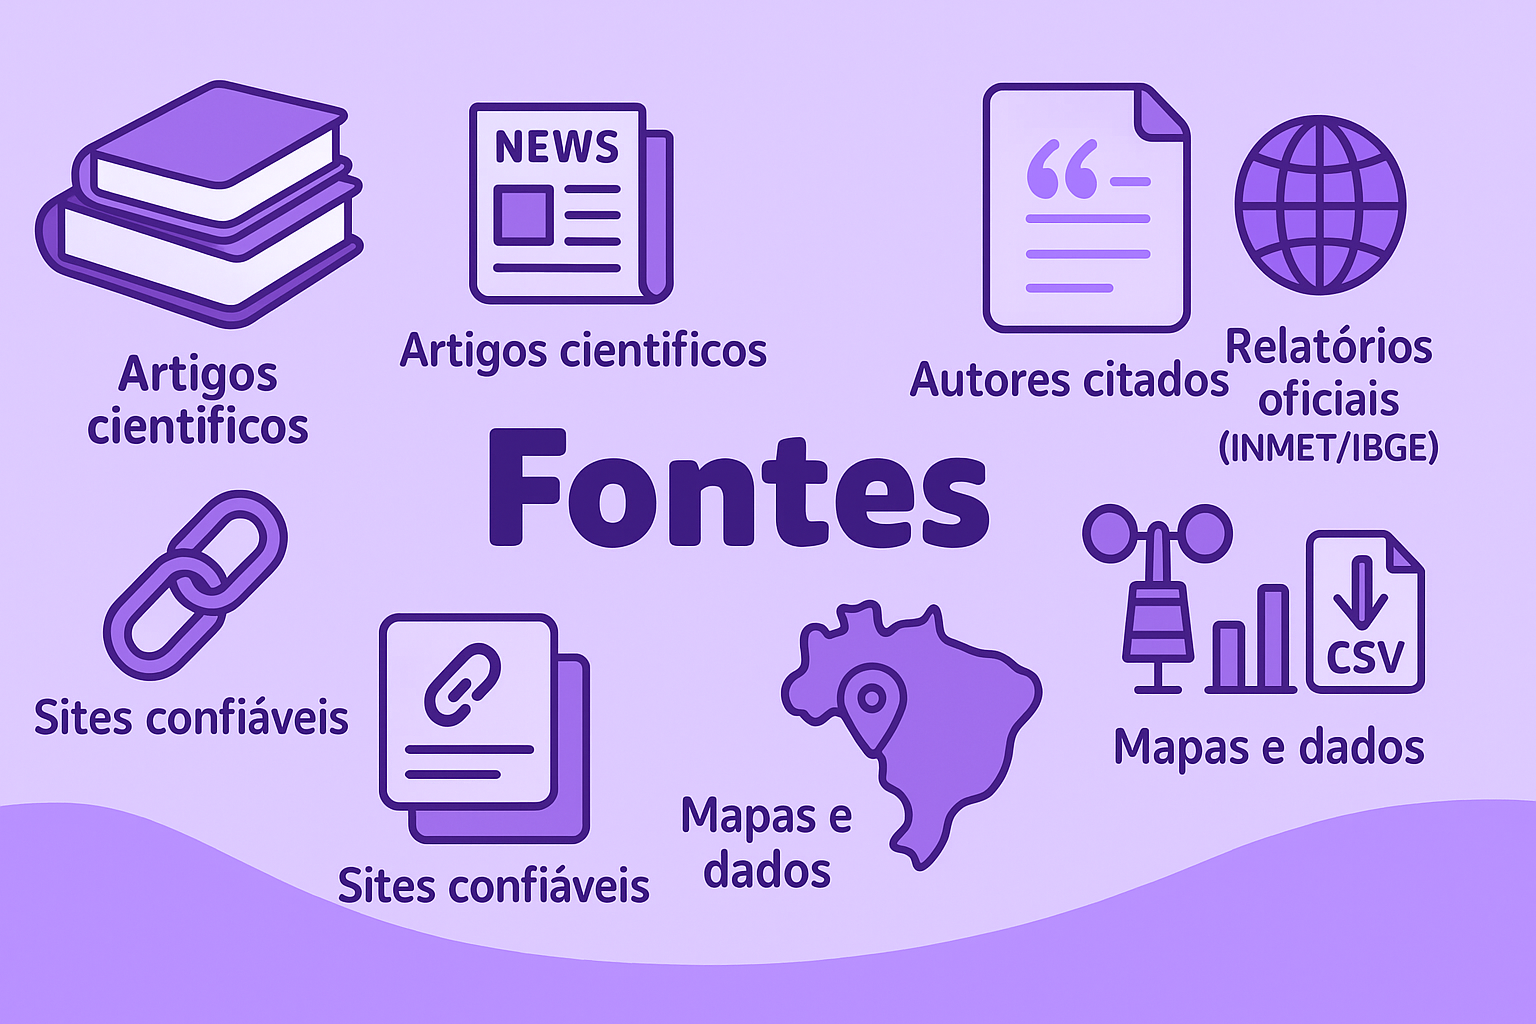 NEWS
Artigos
cientificos
Artigos cientificos
Autores citados
Relatórios
oficiais
(INMET/IBGE)
Fontes
Sites confiáveis
Sites confiáveis
Mapas e
dados
CSV
Mapas e dados